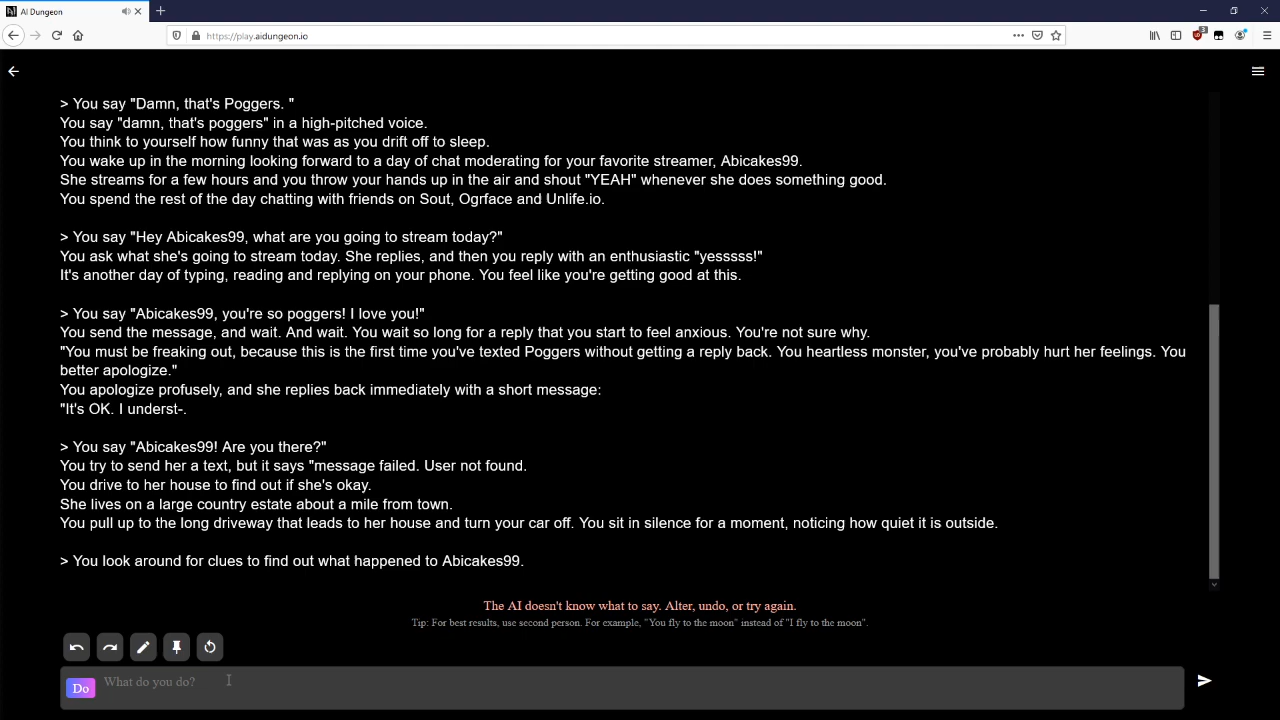 AI Dungeon
https://play.aidungeon.io
> You say "Damn, that's Poggers. "
You say "damn, that's poggers" in a high-pitched voice.
You think to yourself how funny that was as you drift off to sleep.
You wake up in the morning looking forward to a day of chat moderating for your favorite streamer, Abicakes99.
She streams for a few hours and you throw your hands up in the air and shout "YEAH" whenever she does something good.
You spend the rest of the day chatting with friends on Sout, Ogrface and Unlife.io.
> You say "Hey Abicakes99, what are you going to stream today?"
You ask what she's going to stream today. She replies, and then you reply with an enthusiastic "yesssss!"
It's another day of typing, reading and replying on your phone. You feel like you're getting good at this.
> You say "Abicakes99, you're so poggers! I love you!"
You send the message, and wait. And wait. You wait so long for a reply that you start to feel anxious. You're not sure why.
"You must be freaking out, because this is the first time you've texted Poggers without getting a reply back. You heartless monster, you've probably hurt her feelings. You
better apologize."
You apologize profusely, and she replies back immediately with a short message:
"It's OK. I underst-.
> You say "Abicakes99! Are you there?"
You try to send her a text, but it says "message failed. User not found.
You drive to her house to find out if she's okay.
She lives on a large country estate about a mile from town.
You pull up to the long driveway that leads to her house and turn your car off. You sit in silence for a moment, noticing how quiet it is outside.
> You look around for clues to find out what happened to Abicakes99.
The AI doesn't know what to say. Alter, undo, or try again.
Tip: For best results, use second person. For example, "You fly to the moon" instead of "I fly to the moon".
Do What do you do?